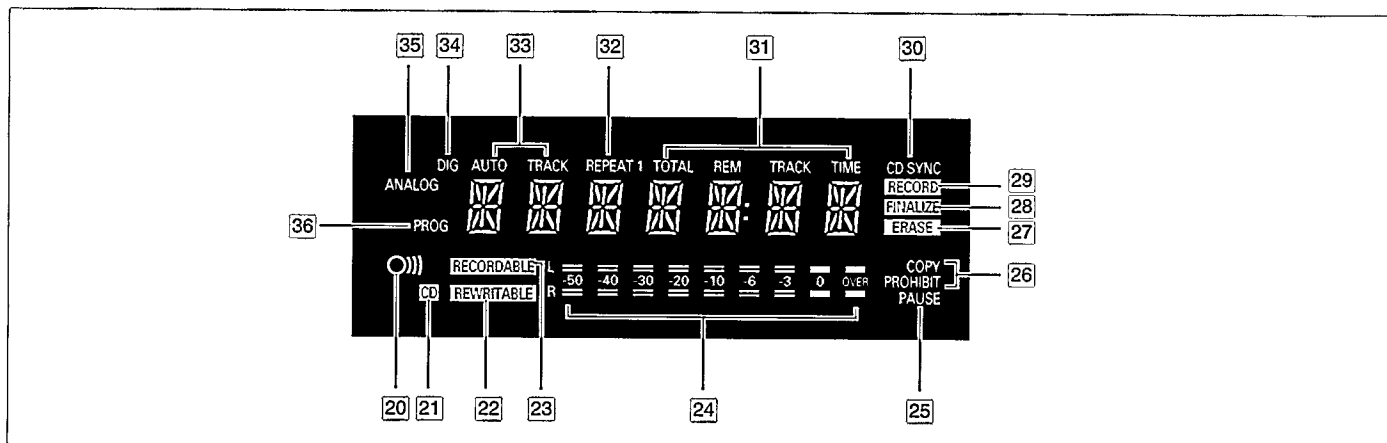 35 34 33 32 31 30
DIG AUTO TRACK REPEAT 1 TOTAL REM TRACK TIME CD SYNC
ANALOG RECORD 29
FINALIZE 28
36 PROG ERASE 27
RECORDABLE L COPY
-50 -40 -30 -20 -10 -6 -3 0 OVER PROHIBIT 26
CD REWRITABLE R PAUSE
20 21 22 23 24 25